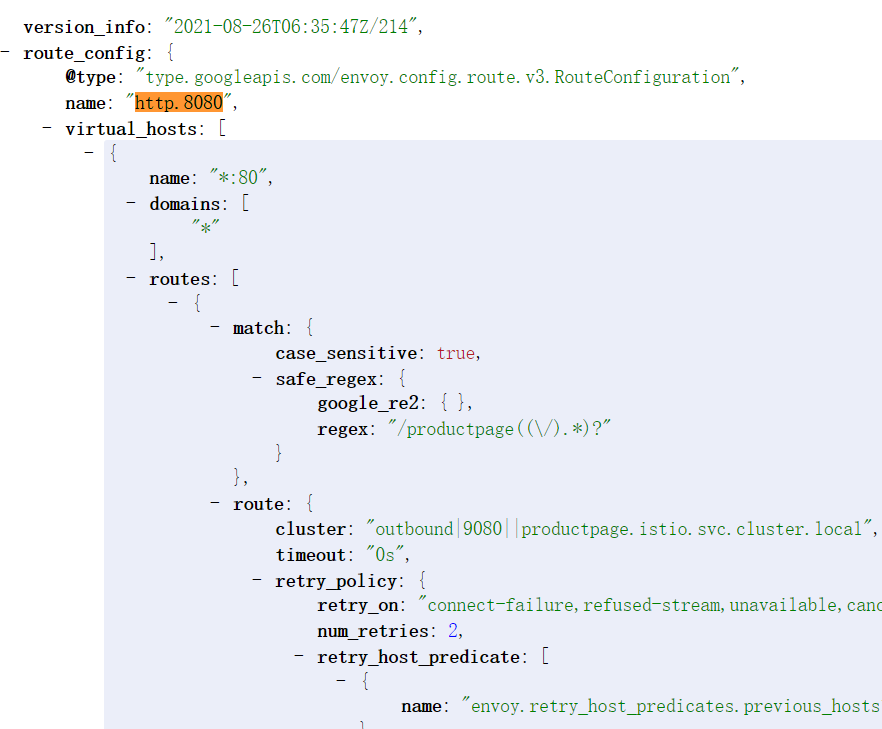 version_info: "2021-08-26T06:35:47Z/214",
- route_config: {
@type: "type.googleapis.com/envoy.config.route.v3.RouteConfiguration",
name: "http.8080",
- virtual_hosts: [
- {
name: "*:80",
- domains: [
"*"
],
- routes: [
- {
- match: {
case_sensitive: true,
- safe_regex: {
google_re2: { },
regex: "/productpage((\/).*)?"
}
},
- route: {
cluster: "outbound|9080||productpage.istio.svc.cluster.local",
timeout: "0s",
- retry_policy: {
retry_on: "connect-failure,refused-stream,unavailable,canc
num_retries: 2,
- retry_host_predicate: [
- {
name: "envoy.retry_host_predicates.previous_hosts
}